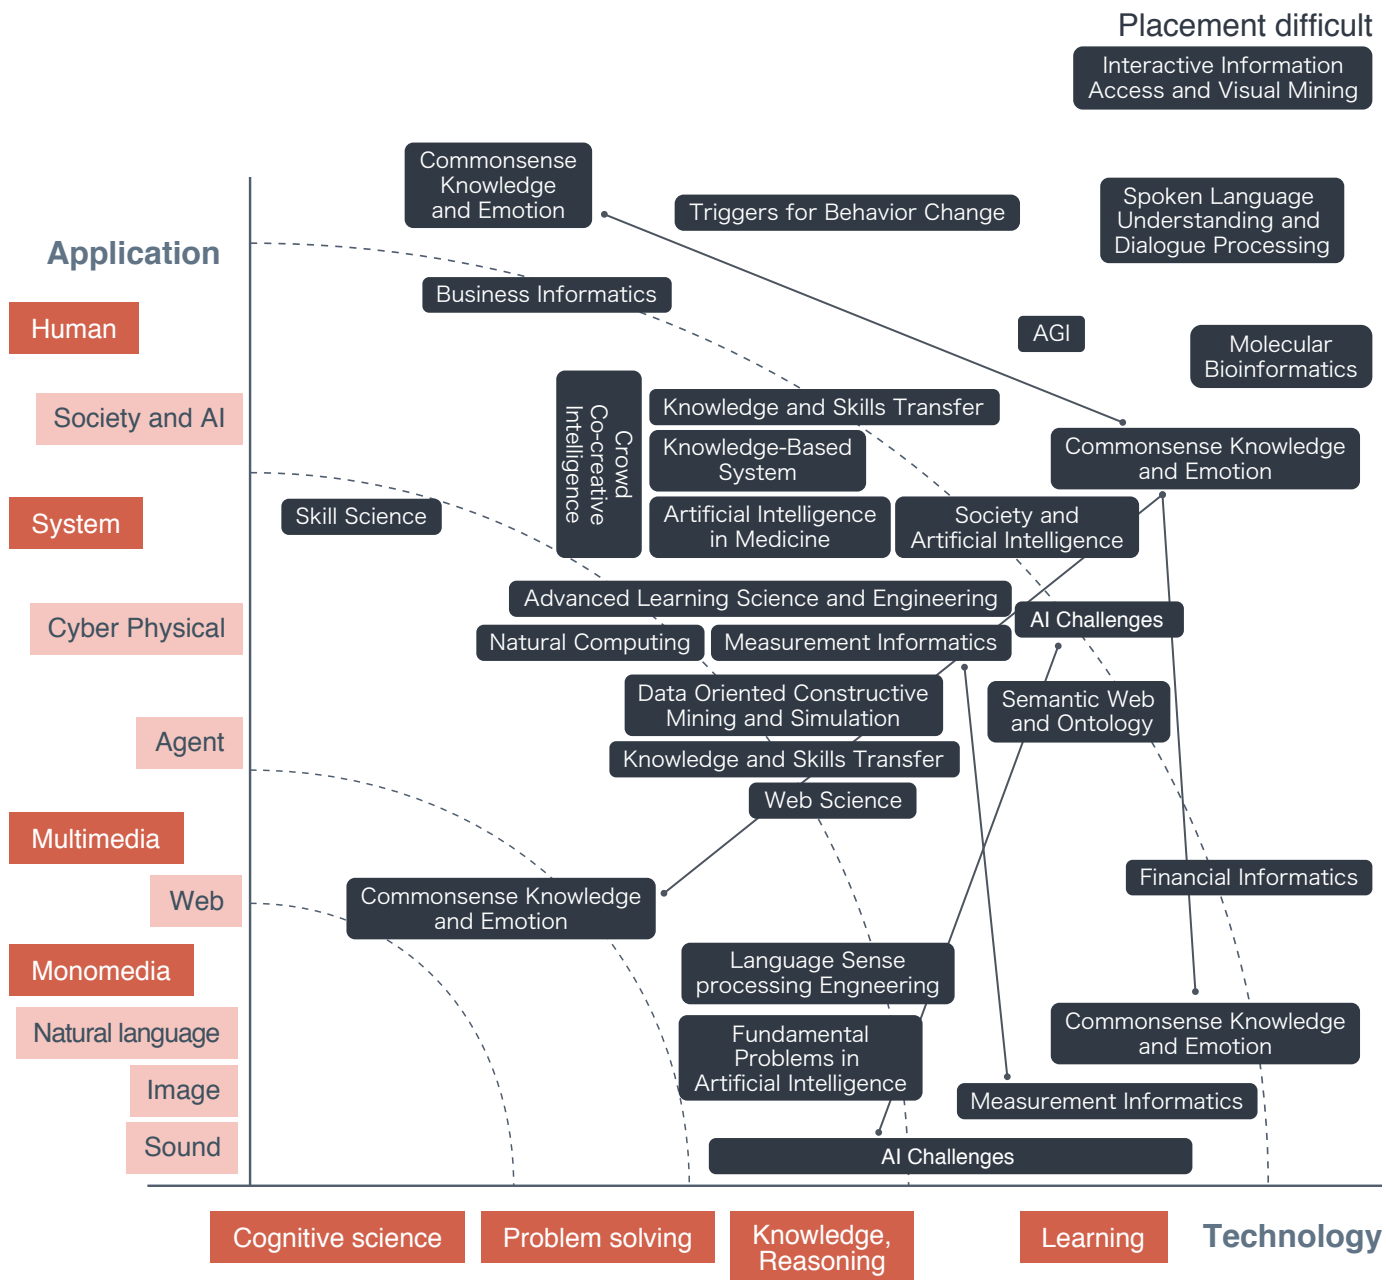 Placement difficult
Interactive Information
Access and Visual Mining
Commonsense
Knowledge
and Emotion
Triggers for Behavior Change
Spoken Language
Understanding and
Dialogue Processing
Application
Business Informatics
Human
AGI
Molecular
Bioinformatics
Society and AI
Crowd
Co-creative
Intelligence
Knowledge and Skills Transfer
Knowledge-Based
System
Commonsense Knowledge
and Emotion
System
Skill Science
Artificial Intelligence
in Medicine
Society and
Artificial Intelligence
Advanced Learning Science and Engineering
AI Challenges
Cyber Physical
Natural Computing
Measurement Informatics
Data Oriented Constructive
Mining and Simulation
Semantic Web
and Ontology
Agent
Knowledge and Skills Transfer
Web Science
Multimedia
Web
Commonsense Knowledge
and Emotion
Financial Informatics
Monomedia
Language Sense
processing Engneering
Natural language
Fundamental
Problems in
Artificial Intelligence
Commonsense Knowledge
and Emotion
Image
Measurement Informatics
Sound
AI Challenges
Cognitive science
Problem solving
Knowledge,
Reasoning
Learning
Technology